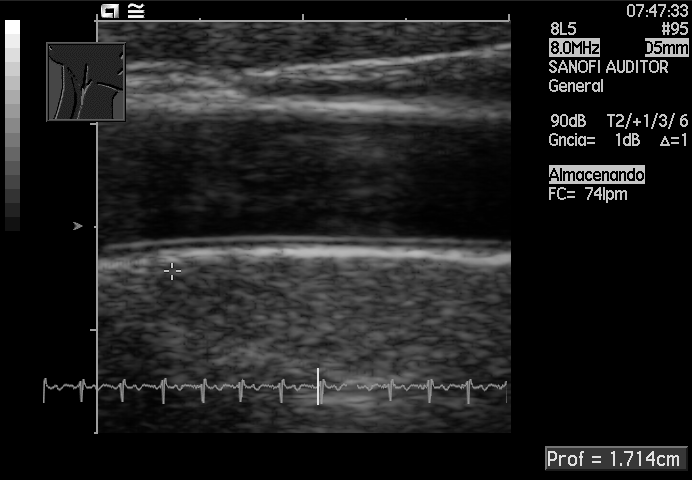 07:47:33
8L5 #95
8.0MHz D5mm
SANOFI AUDITOR
General
90dB T2/+1/3/ 6
Gncia= 1dB Δ=1
Almacenando
FC= 74lpm
Prof = 1.714cm